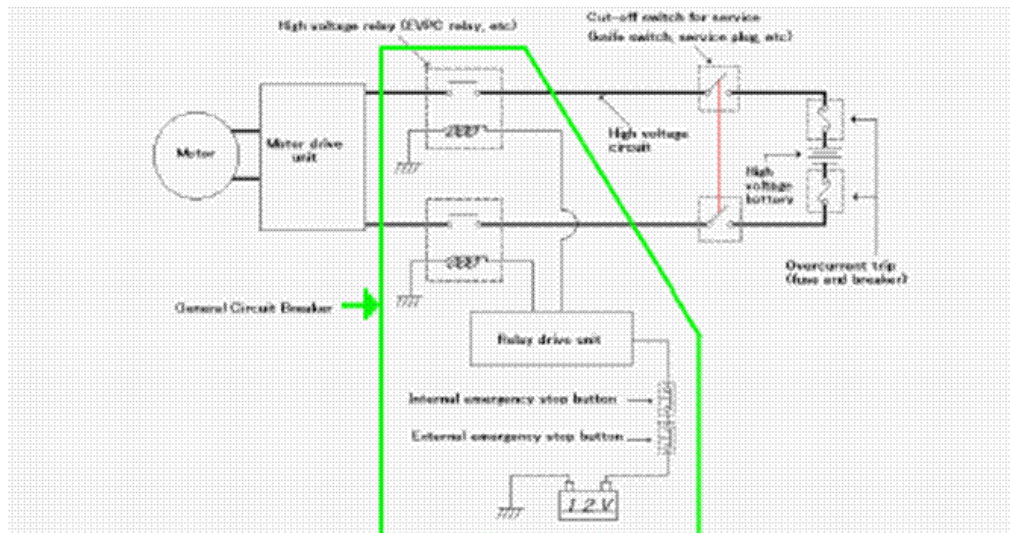 High voltage relay (EVPC relay, etc)
Cut-off switch for service
(knife switch, service plug, etc)
Motor
Motor drive
unit
High voltage
circuit
High
voltage
battery
Overcurrent trip
(fuse and breaker)
General Circuit Breaker
Relay drive unit
Internal emergency stop button
External emergency stop button
12V